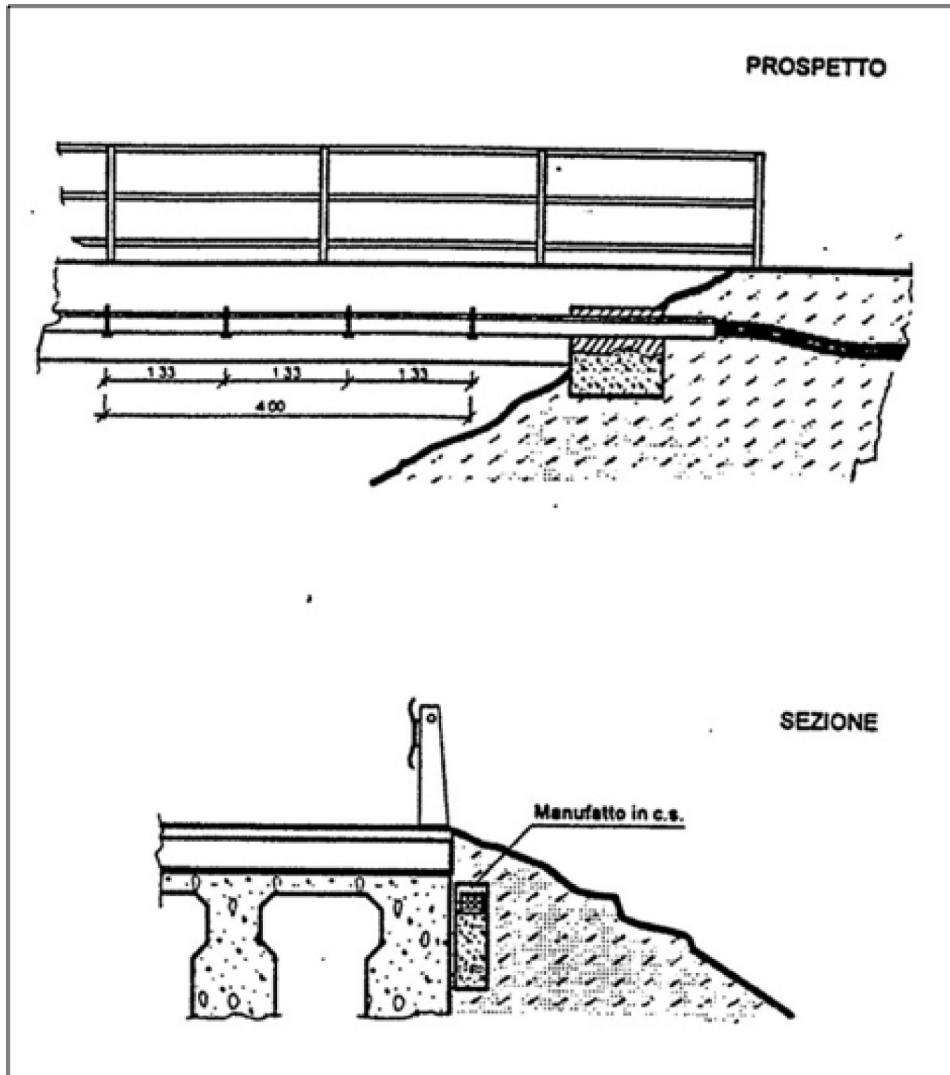 PROSPETTO
1.33 1.33 1.33
4.00
SEZIONE
Manufatto in c.s.